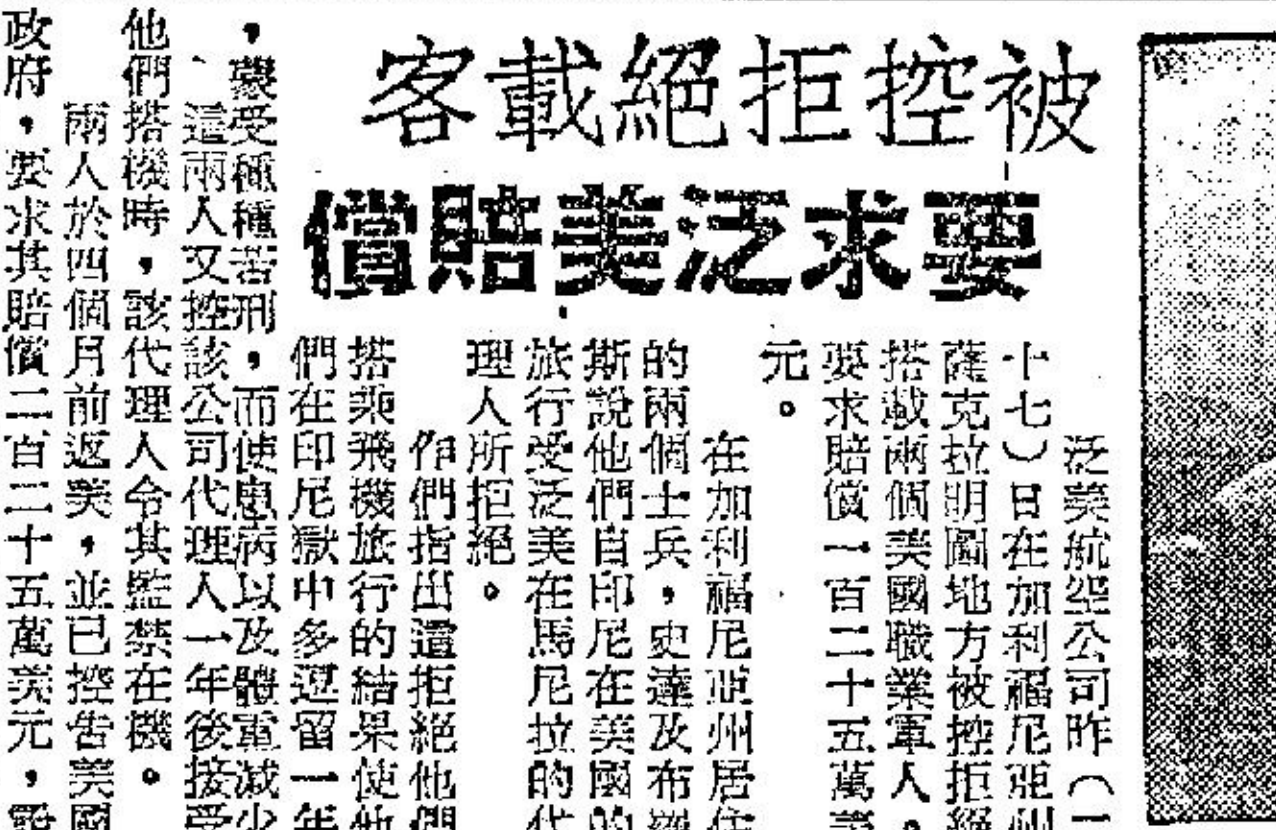 被控拒絕載客
要求泛美賠償
泛美航空公司昨（一
十七）日在加利福尼亞州
薩克拉明圖地方被控拒絕
搭載兩個美國職業軍人。
要求賠償一百二十五萬美
元。
在加利福尼亞州居住
的兩個士兵，史達及布羅
斯說他們自印尼在美國的
旅行受泛美在馬尼拉的代
理人所拒絕。
他們指出這拒絕他們
搭乘飛機旅行的結果使他
們在印尼獄中多逗留一年
，受種種苦刑，而使患病以及體重減少
、這兩人又控該公司代理人一年後接受
他們搭機時，該代理人令其監禁在機。
兩人於四個月前返美，並已控告美國
政府，要求其賠償二百二十五萬美元，